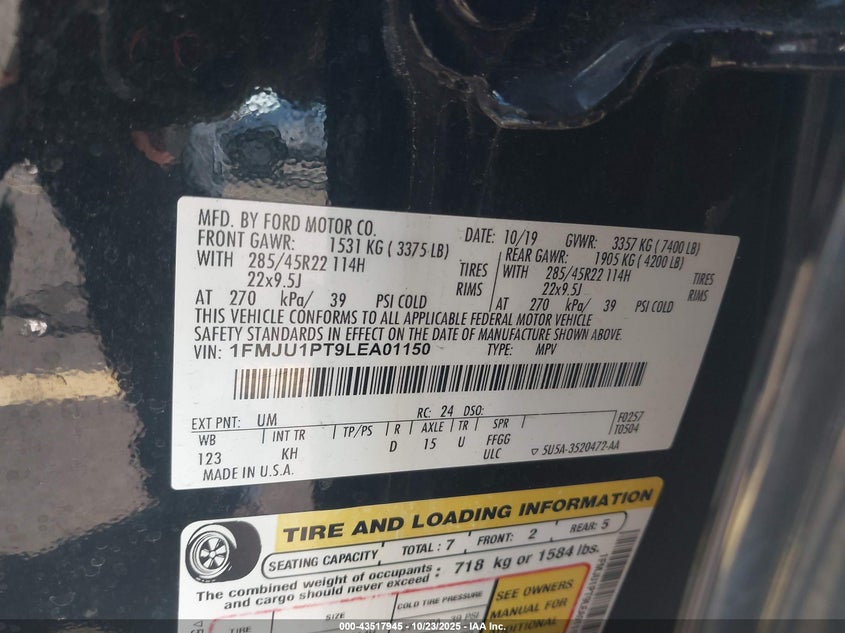 MFD. BY FORD MOTOR CO. DATE: 10/19 GVWR: 3357 KG ( 7400 LB)
FRONT GAWR: 1531 KG ( 3375 LB) REAR GAWR: 1905 KG ( 4200 LB)
WITH 285/45R22 114H TIRES WITH 285/45R22 114H TIRES
22x9.5J RIMS 22x9.5J RIMS
AT 270 kPa/ 39 PSI COLD AT 270 kPa/ 39 PSI COLD
THIS VEHICLE CONFORMS TO ALL APPLICABLE FEDERAL MOTOR VEHICLE
SAFETY STANDARDS IN EFFECT ON THE DATE OF MANUFACTURE SHOWN ABOVE.
VIN: 1FMJU1PT9LEA01150 TYPE: MPV
EXT PNT: UM RC: 24 DSO: F0257
WB INT TR TP/PS R AXLE TR SPR T0504
123 KH D 15 U FFGG
ULC ▽ 5U5A-3520472-AA
MADE IN U.S.A.
TIRE AND LOADING INFORMATION
SEATING CAPACITY TOTAL : 7 FRONT: 2 REAR: 5
The combined weight of occupants
and cargo should never exceed : 718 kg or 1584 lbs.
TIRE SIZE COLD TIRE PRESSURE SEE OWNERS
MANUAL FOR
ADDITIONAL
000-43517945 - 10/23/2025 - IAA Inc.